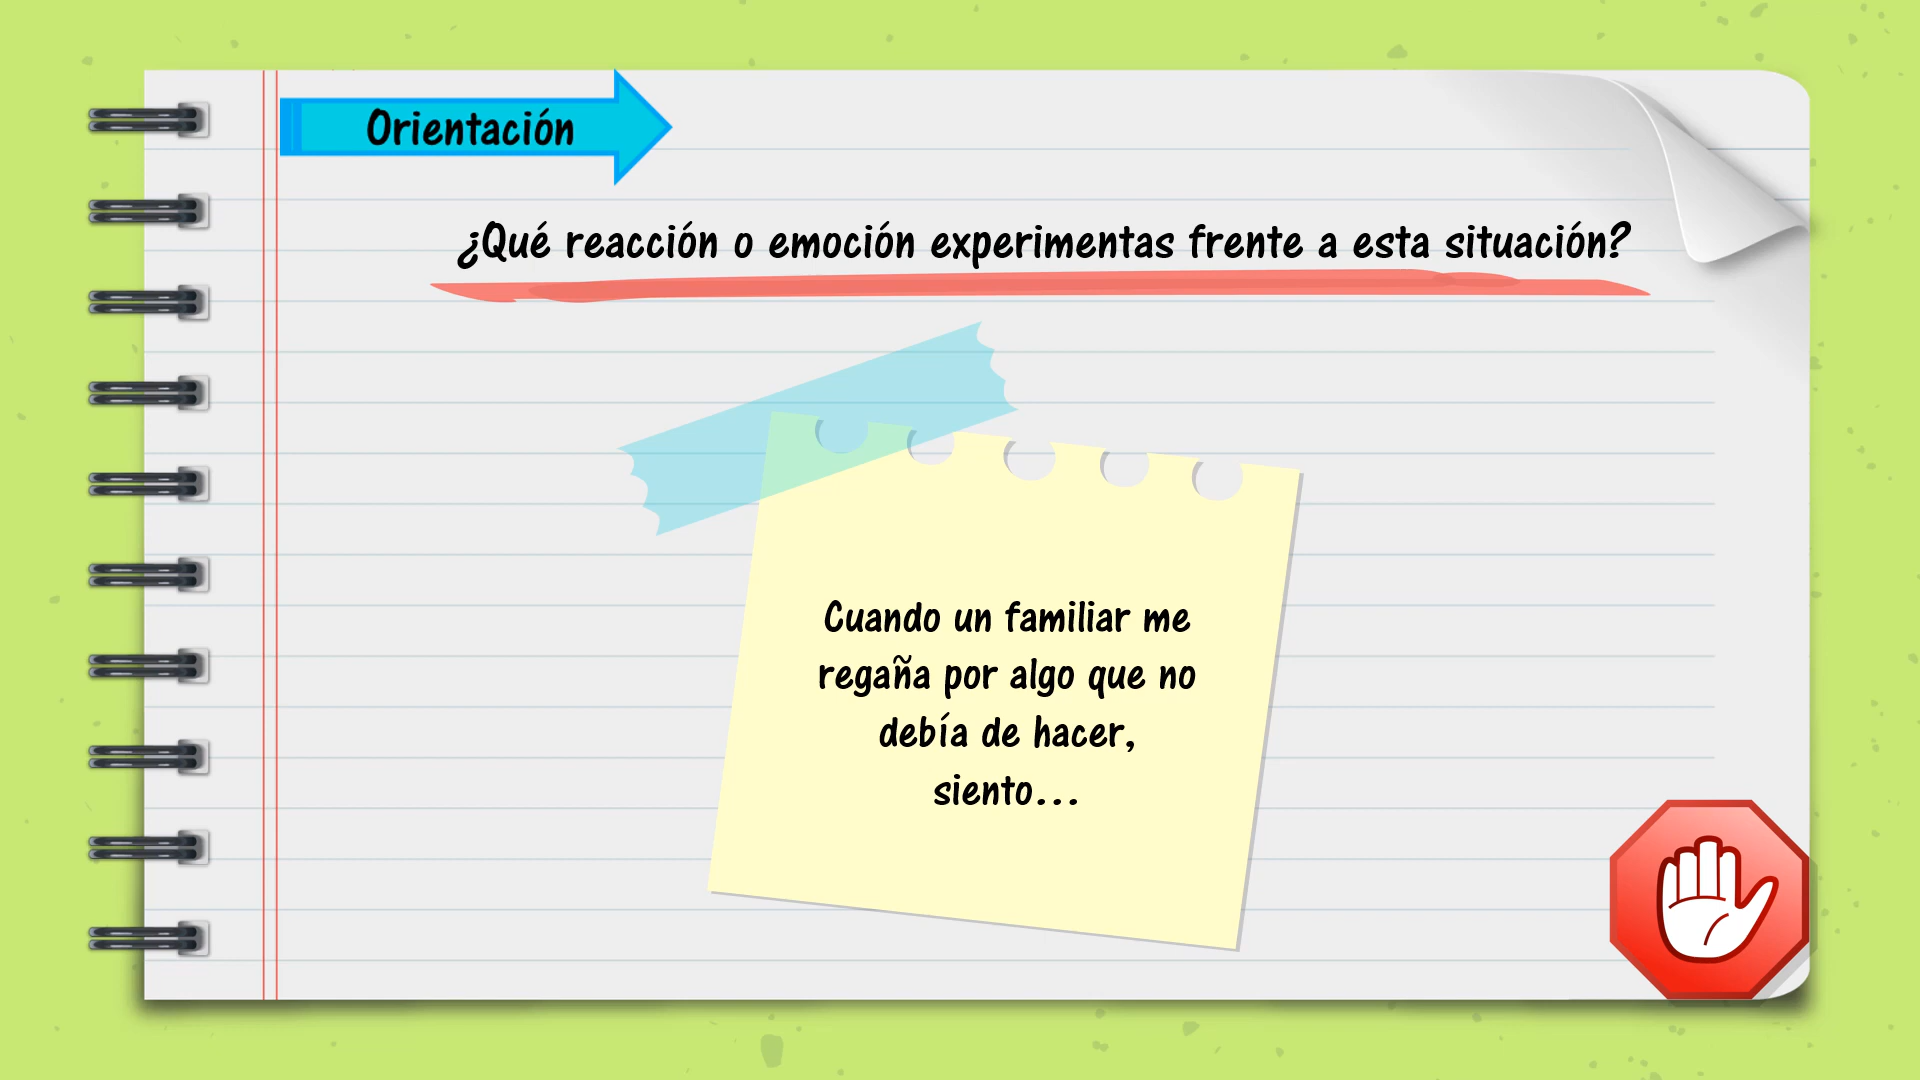 Orientación
¿Qué reacción o emoción experimentas frente a esta situación?
Cuando un familiar me
regaña por algo que no
debía de hacer,
siento...